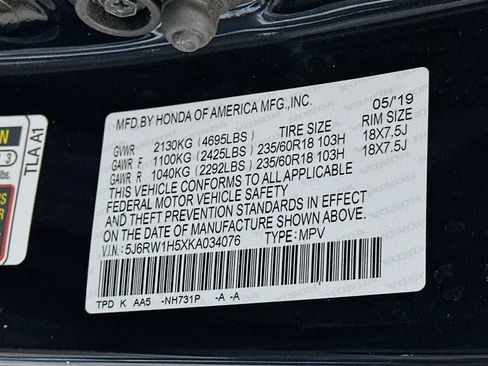 MFD.BY HONDA OF AMERICA MFG.,INC. 05/'19
GVWR 2130KG (4695LBS) TIRE SIZE RIM SIZE
GAWR F 1100KG (2425LBS) 235/60R18 103H 18X7.5J
GAWR R 1040KG (2292LBS) 235/60R18 103H 18X7.5J
THIS VEHICLE CONFORMS TO ALL APPLICABLE
FEDERAL MOTOR VEHICLE SAFETY
AND THEFT PREVENTION STANDARDS IN EFFECT
ON THE DATE OF MANUFACTURE SHOWN ABOVE.
V.I.N.: 5J6RW1H5XKA034076 TYPE: MPV
TPD K AA5 -NH731P -A -A
TLA A1
3